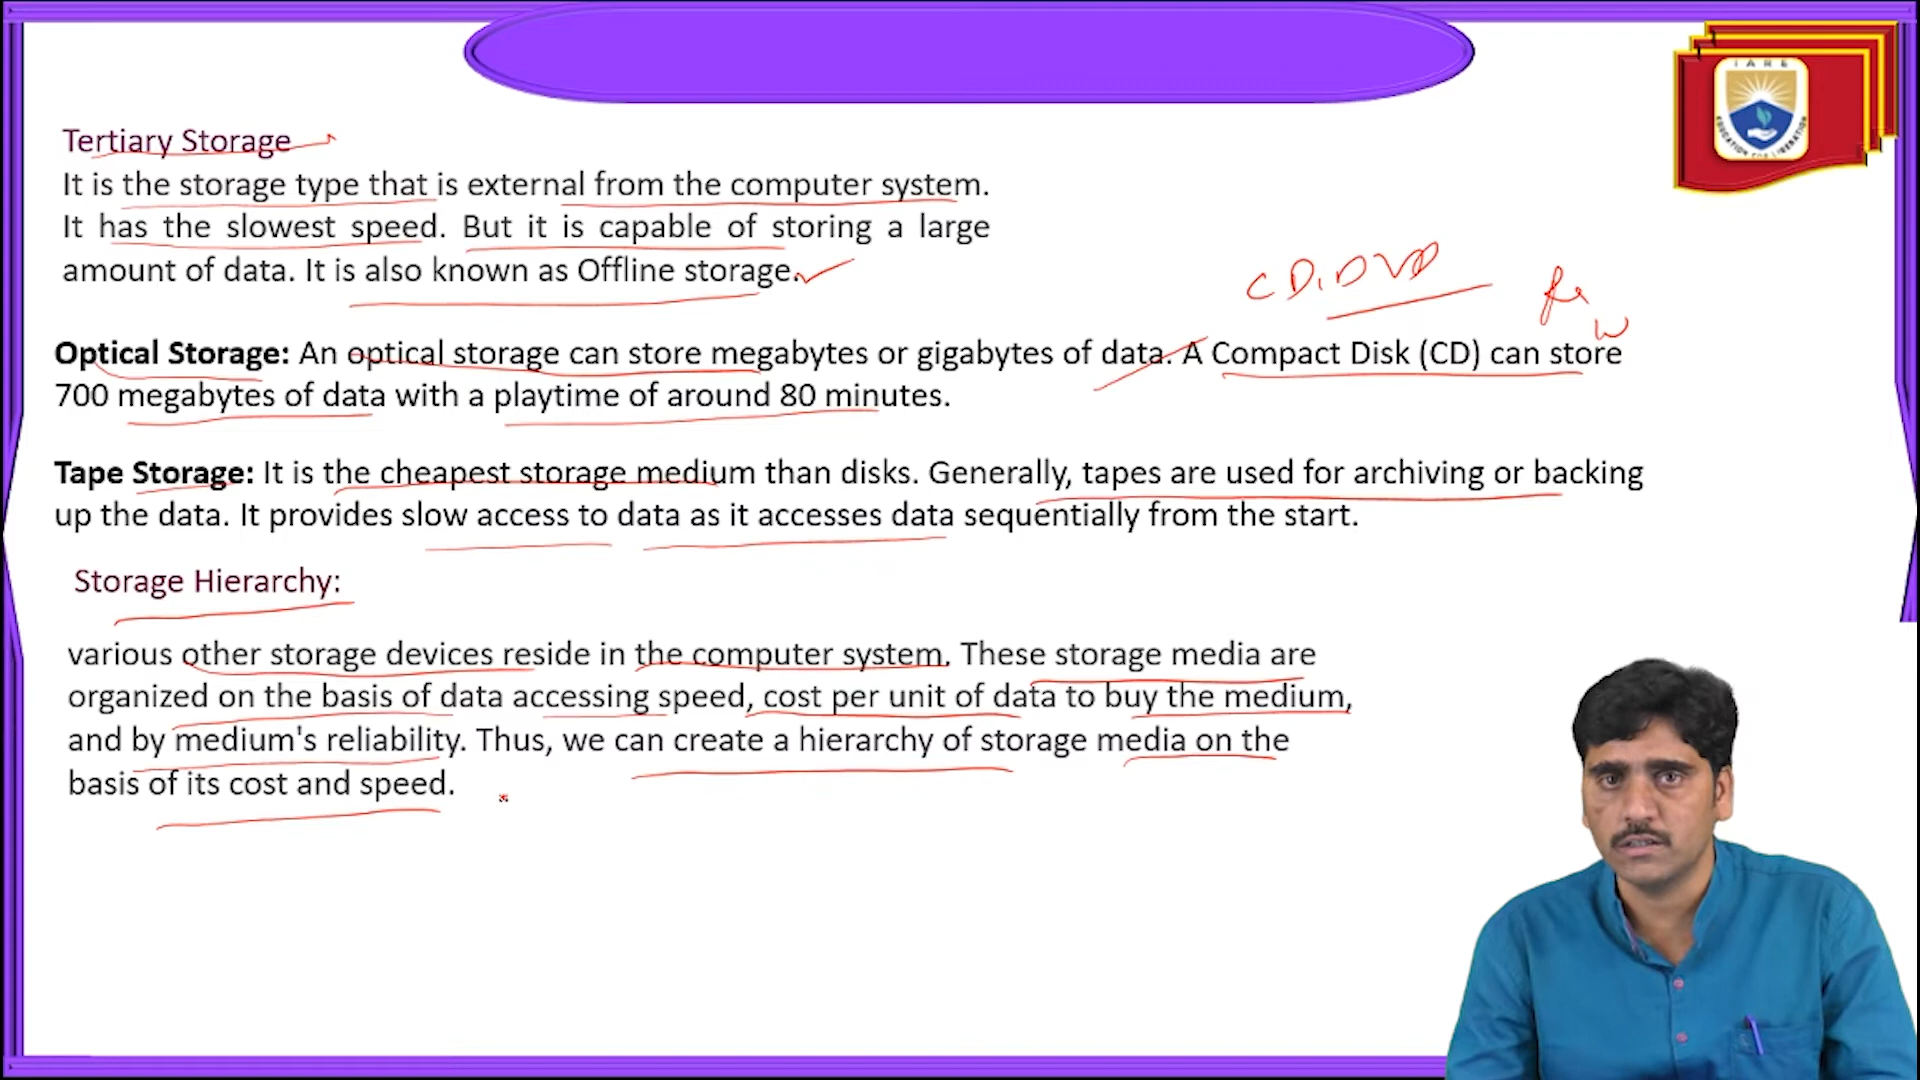 IARE
EDUCATION FOR LIBERATION
Tertiary Storage
It is the storage type that is external from the computer system.
It has the slowest speed. But it is capable of storing a large
amount of data. It is also known as Offline storage.
CD, DVD
W
Optical Storage: An optical storage can store megabytes or gigabytes of data. A Compact Disk (CD) can store
700 megabytes of data with a playtime of around 80 minutes.
Tape Storage: It is the cheapest storage medium than disks. Generally, tapes are used for archiving or backing
up the data. It provides slow access to data as it accesses data sequentially from the start.
Storage Hierarchy:
various other storage devices reside in the computer system. These storage media are
organized on the basis of data accessing speed, cost per unit of data to buy the medium,
and by medium's reliability. Thus, we can create a hierarchy of storage media on the
basis of its cost and speed.